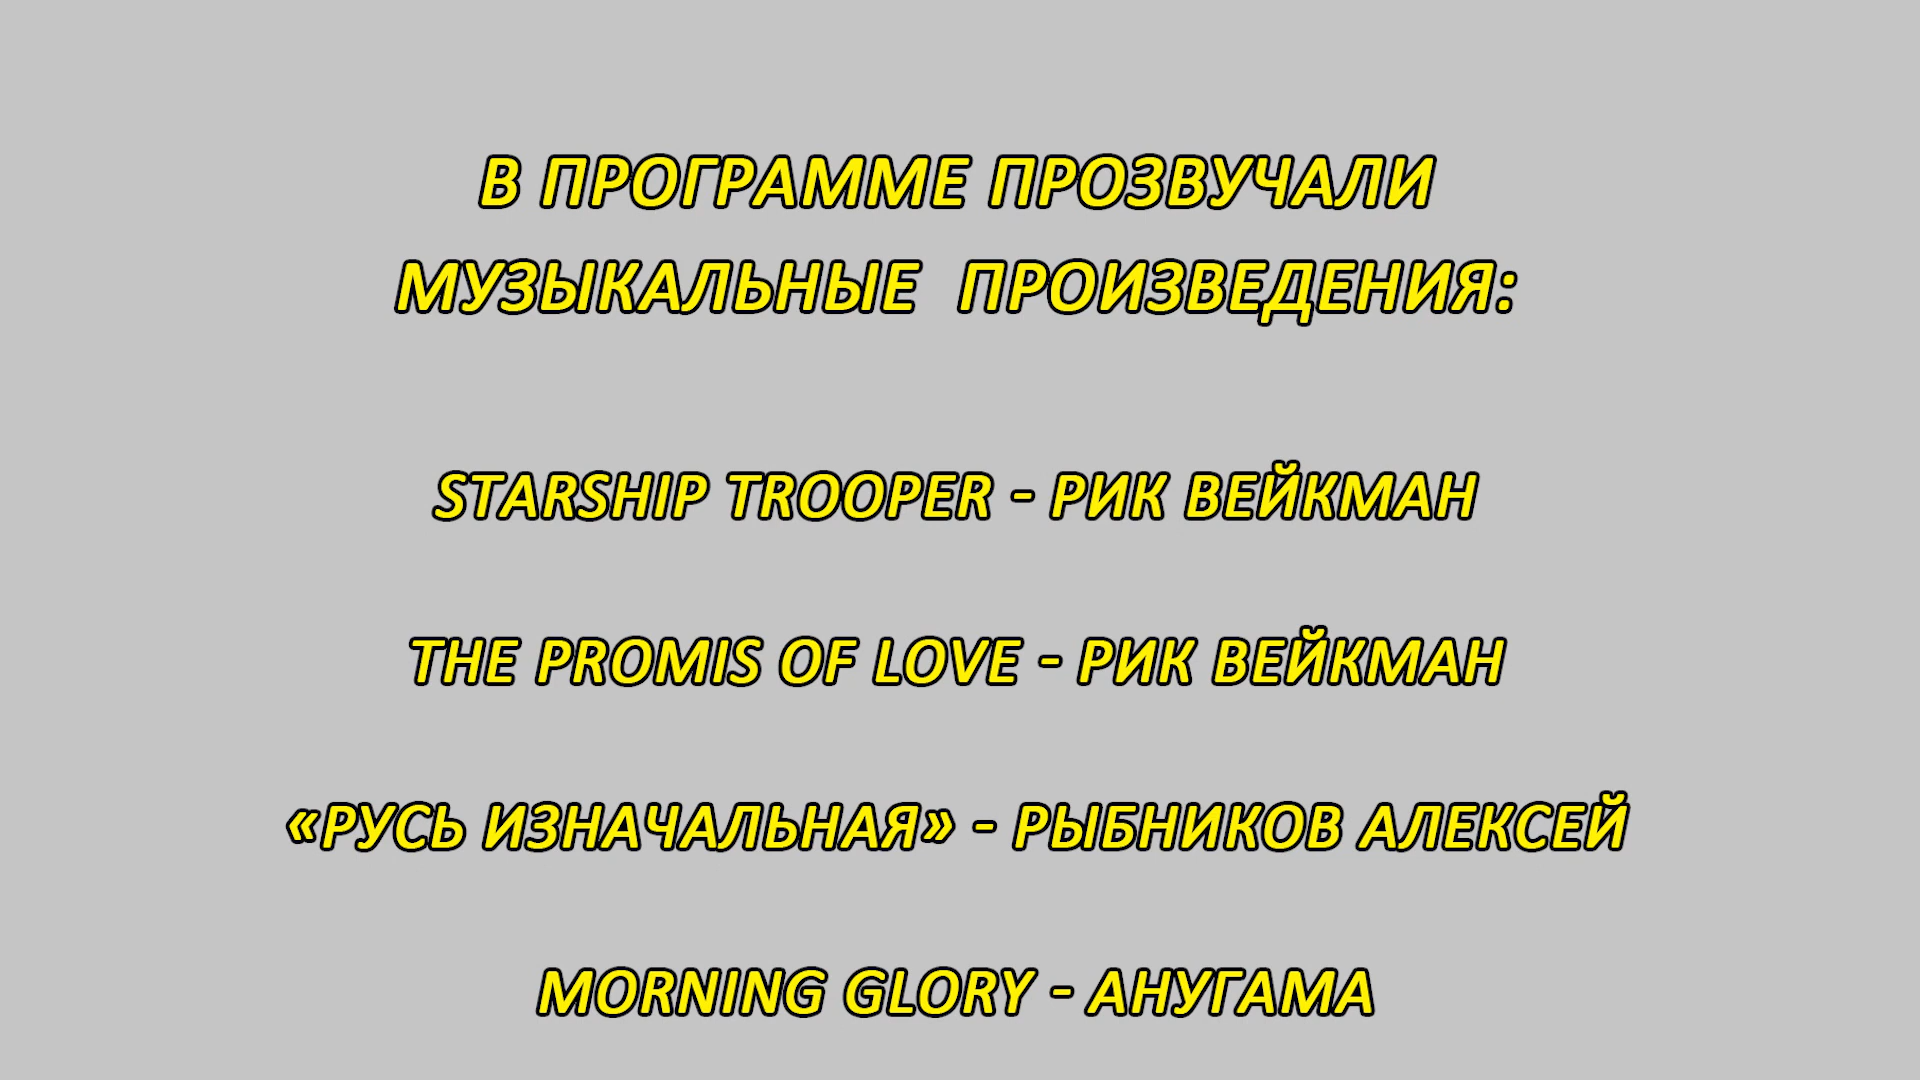 В ПРОГРАММЕ ПРОЗВУЧАЛИ
МУЗЫКАЛЬНЫЕ ПРОИЗВЕДЕНИЯ:
STARSHIP TROOPER - РИК ВЕЙКМАН
THE PROMIS OF LOVE - РИК ВЕЙКМАН
«РУСЬ ИЗНАЧАЛЬНАЯ» - РЫБНИКОВ АЛЕКСЕЙ
MORNING GLORY - АНУГАМА